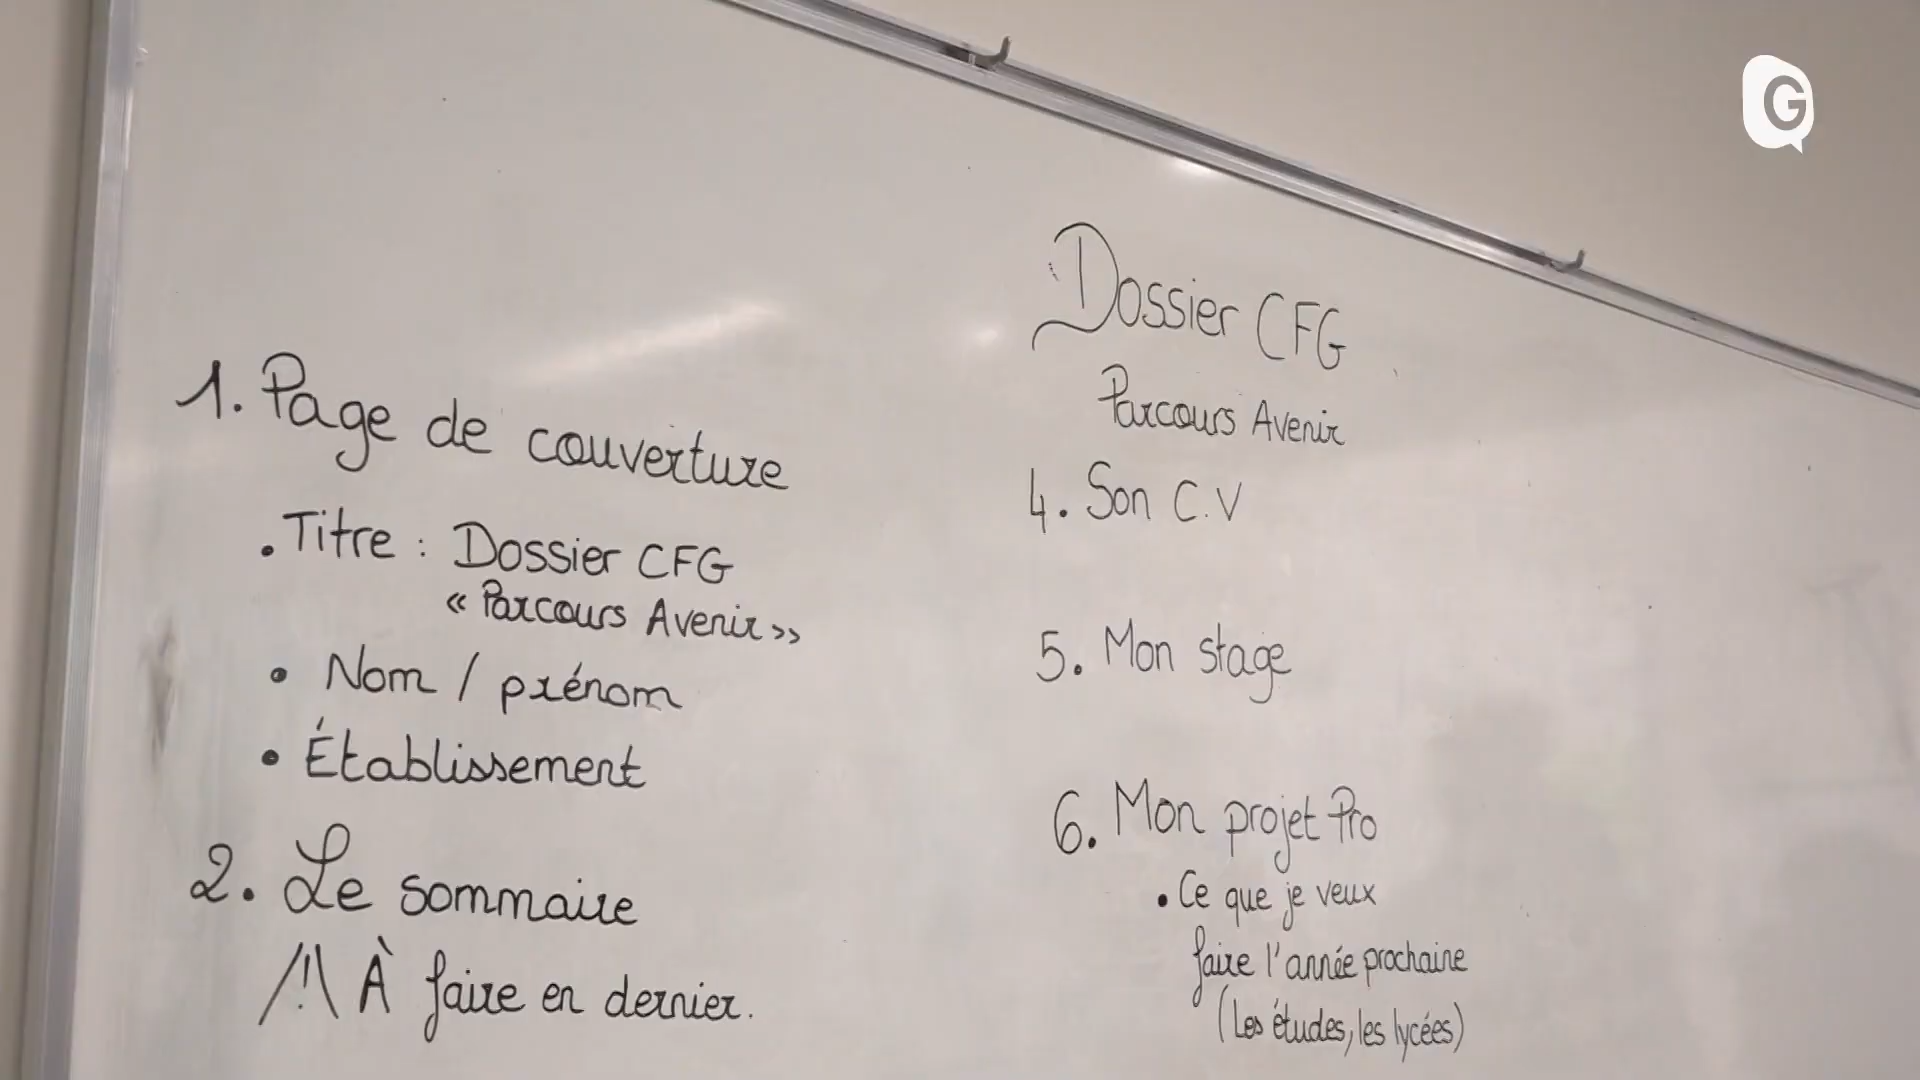 1. Page de couverture
• Titre : Dossier CFG
« Parcours Avenir »
• Nom / prénom
• Établissement
2. Le sommaire
/!\ À faire en dernier.
Dossier CFG
Parcours Avenir
4. Son C.V
5. Mon stage
6. Mon projet Pro
• Ce que je veux
faire l'année prochaine
(Les études, les lycées)
G